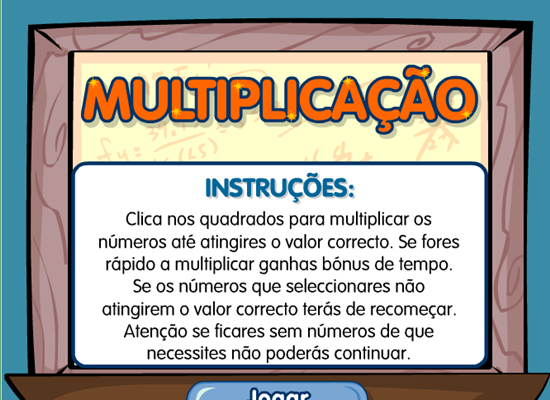 MULTIPLICAÇÃO
INSTRUÇÕES:
Clica nos quadrados para multiplicar os
números até atingires o valor correcto. Se fores
rápido a multiplicar ganhas bónus de tempo.
Se os números que seleccionares não
atingirem o valor correcto terás de recomeçar.
Atenção se ficares sem números de que
necessites não poderás continuar.
Jogar